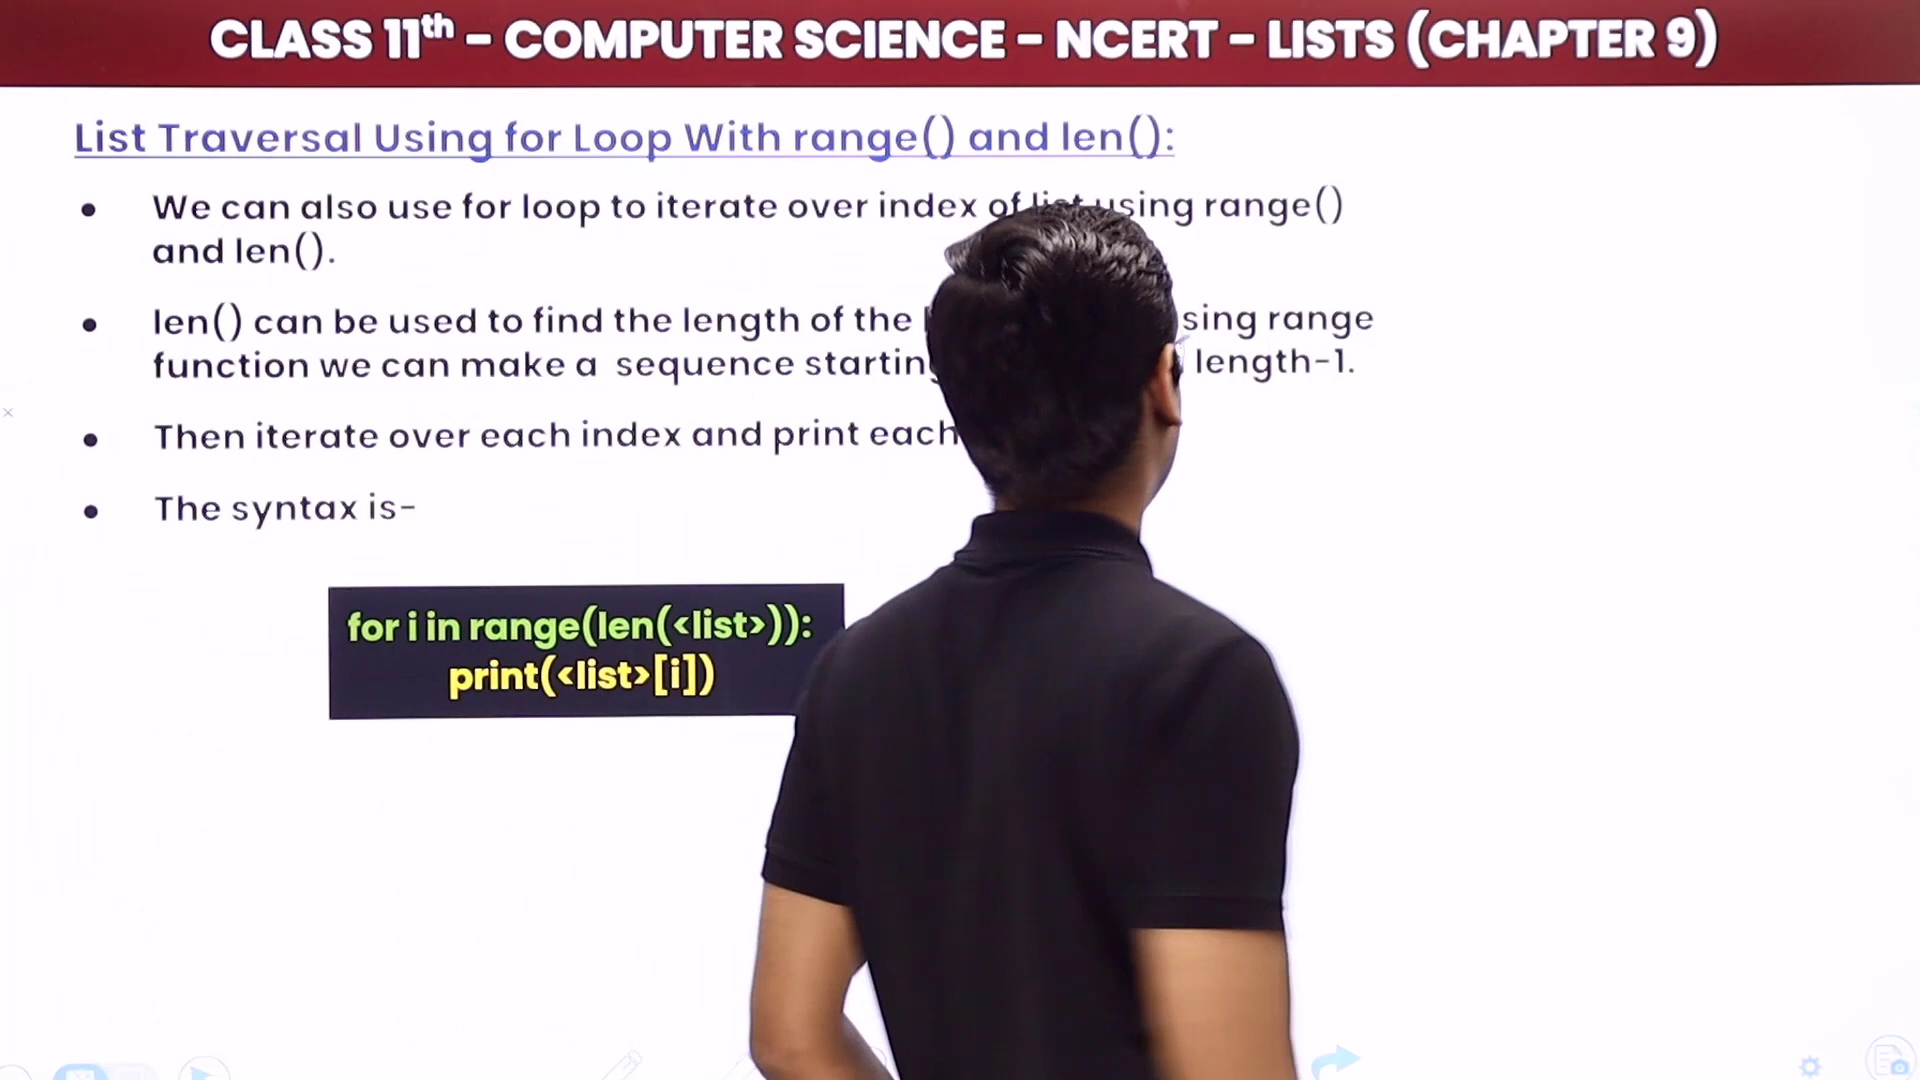 CLASS 11th - COMPUTER SCIENCE - NCERT - LISTS (CHAPTER 9)
List Traversal Using for Loop With range() and len():
• We can also use for loop to iterate over index of list using range()
and len().
• len() can be used to find the length of the sing range
function we can make a sequence startin length-1.
• Then iterate over each index and print each
• The syntax is-
for i in range(len(<list>)):
print(<list>[i])